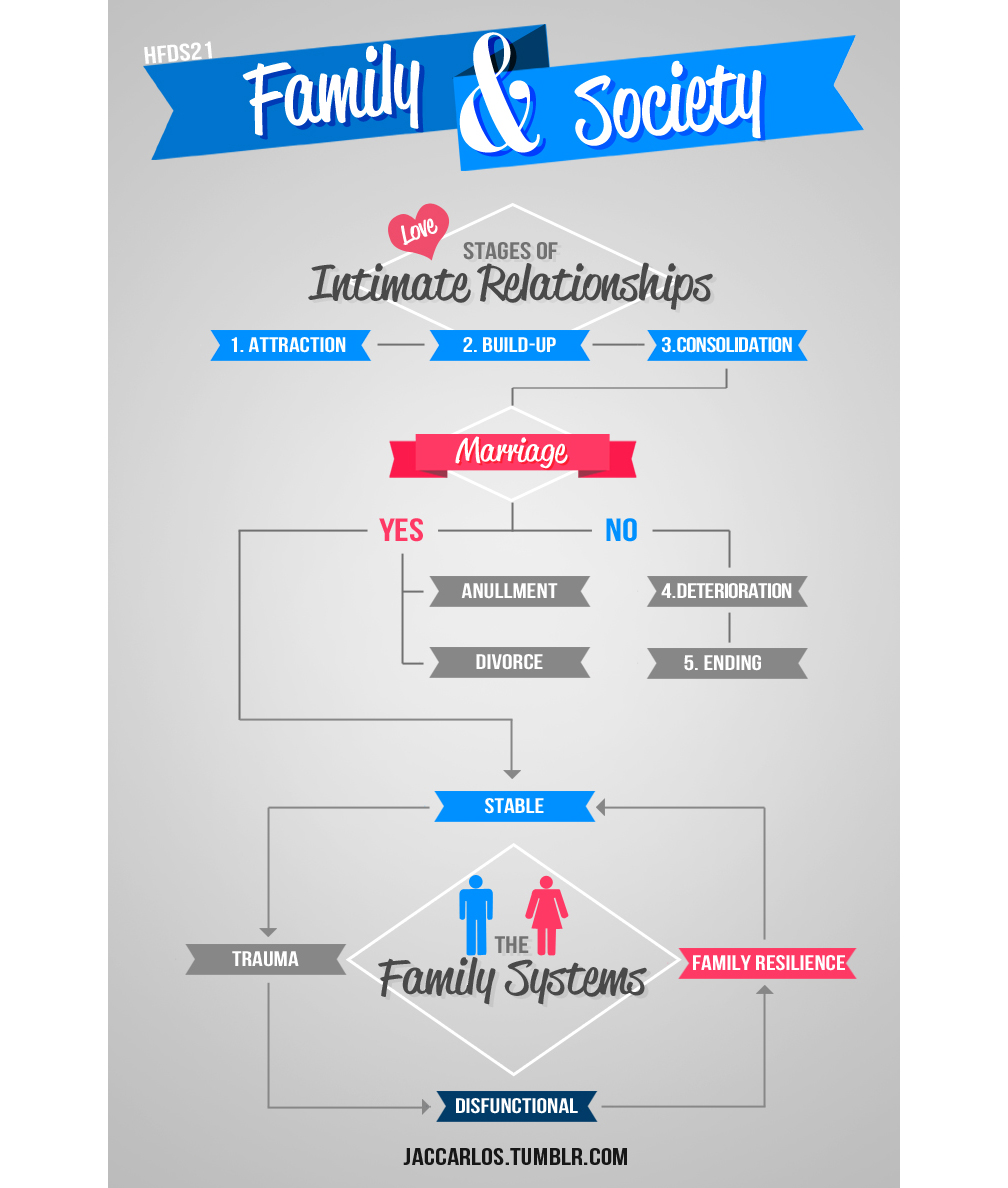 HFDS21
Family & Society
Love
STAGES OF
Intimate Relationships
1. ATTRACTION
2. BUILD-UP
3.CONSOLIDATION
Marriage
YES
NO
ANULLMENT
4.DETERIORATION
DIVORCE
5. ENDING
STABLE
THE
Family Systems
TRAUMA
FAMILY RESILIENCE
DISFUNCTIONAL
JACCARLOS.TUMBLR.COM